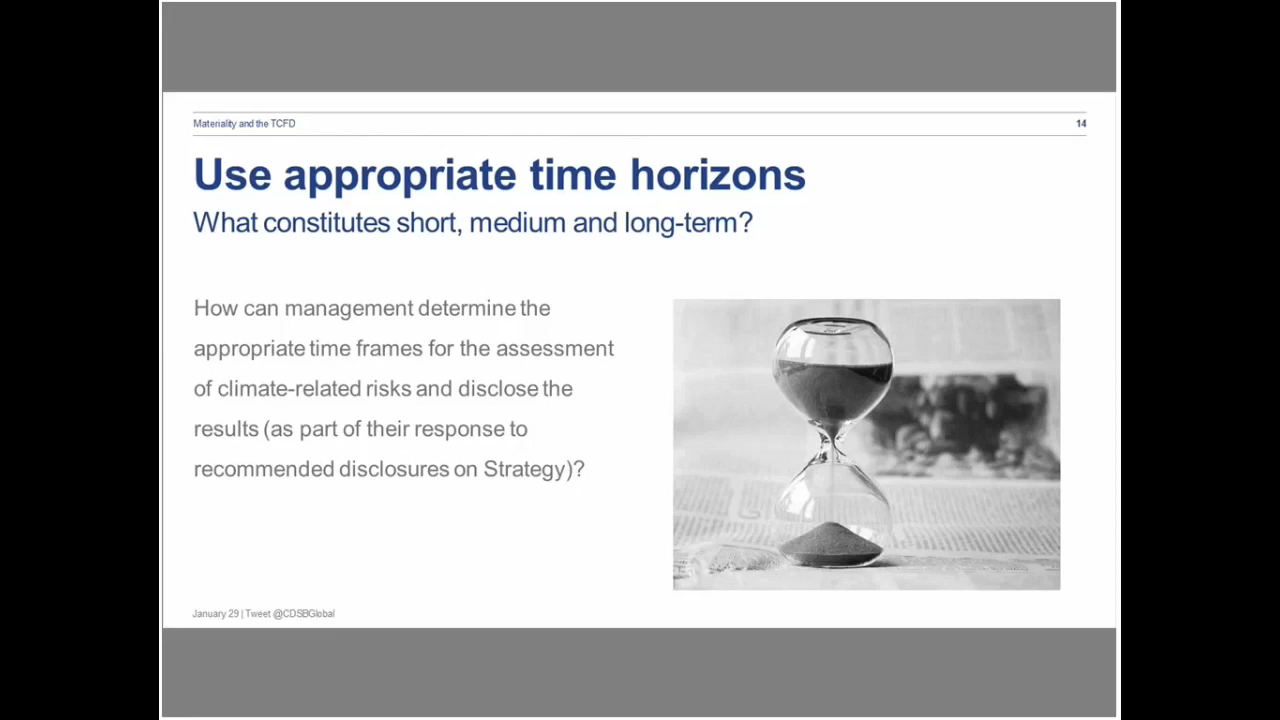 Materiality and the TCFD
14
Use appropriate time horizons
What constitutes short, medium and long-term?
How can management determine the
appropriate time frames for the assessment
of climate-related risks and disclose the
results (as part of their response to
recommended disclosures on Strategy)?
January 29 | Tweet @CDSBGlobal